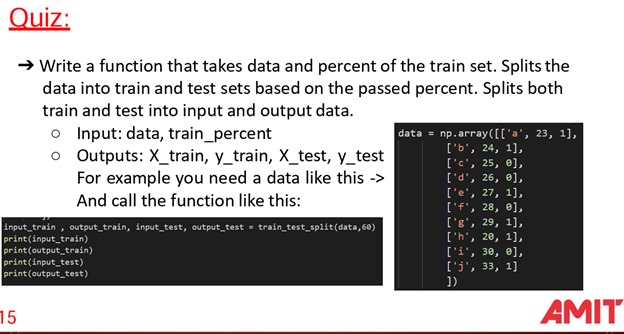 Quiz:
➔ Write a function that takes data and percent of the train set. Splits the
data into train and test sets based on the passed percent. Splits both
train and test into input and output data.
○ Input: data, train_percent
○ Outputs: X_train, y_train, X_test, y_test
For example you need a data like this ->
And call the function like this:
data = np.array([['a', 23, 1],
['b', 24, 1],
['c', 25, 0],
['d', 26, 0],
['e', 27, 1],
['f', 28, 0],
['g', 29, 1],
['h', 20, 1],
['i', 30, 0],
['j', 33, 1]
])
input_train , output_train, input_test, output_test = train_test_split(data,60)
print(input_train)
print(output_train)
print(input_test)
print(output_test)
15
AMIT